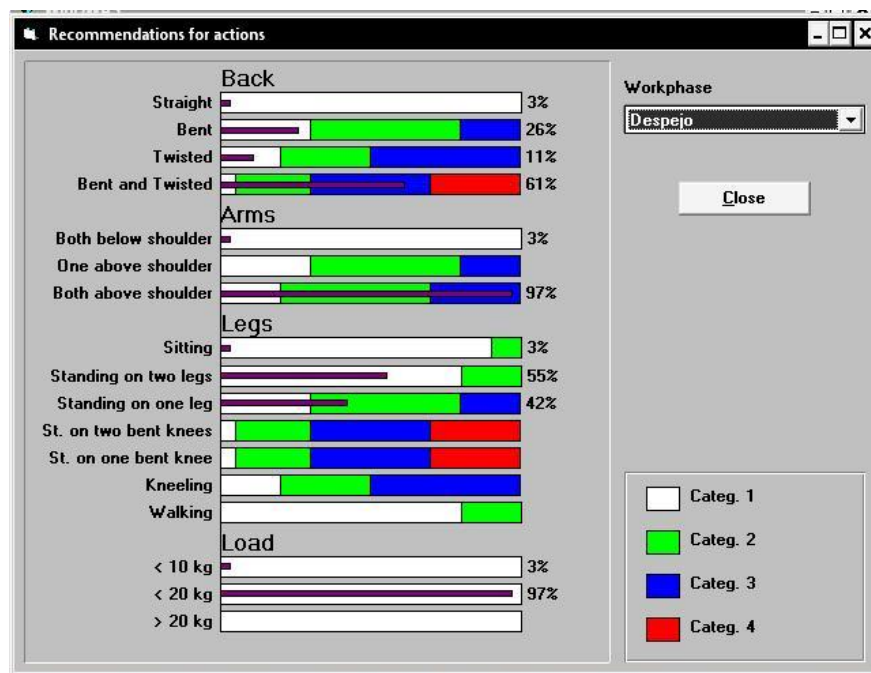 Recommendations for actions
Back
Straight 3%
Bent 26%
Twisted 11%
Bent and Twisted 61%
Arms
Both below shoulder 3%
One above shoulder
Both above shoulder 97%
Legs
Sitting 3%
Standing on two legs 55%
Standing on one leg 42%
St. on two bent knees
St. on one bent knee
Kneeling
Walking
Load
< 10 kg 3%
< 20 kg 97%
> 20 kg
Workphase
Despejo
Close
Categ. 1
Categ. 2
Categ. 3
Categ. 4